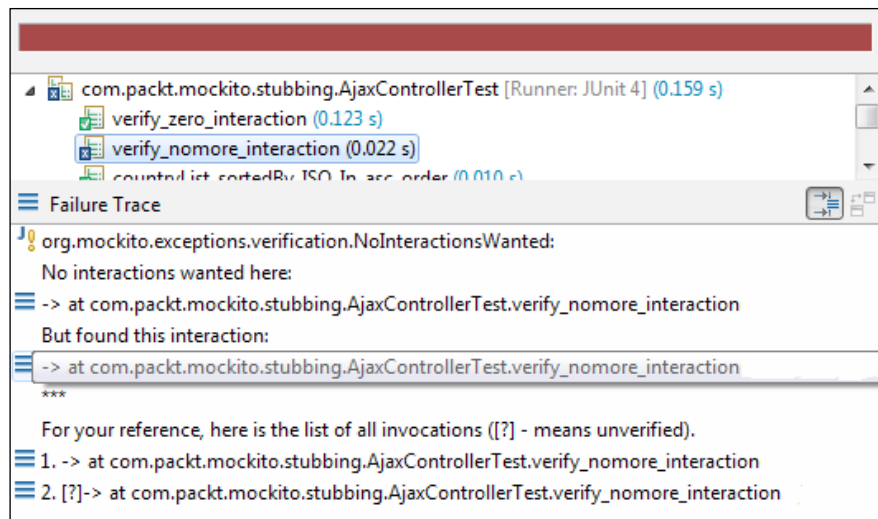 com.packt.mockito.stubbing.AjaxControllerTest [Runner: JUnit 4] (0.159 s)
verify_zero_interaction (0.123 s)
verify_nomore_interaction (0.022 s)
countryList_sortedBy_ISO_In_asc_order (0.010 s)
Failure Trace
org.mockito.exceptions.verification.NoInteractionsWanted:
No interactions wanted here:
-> at com.packt.mockito.stubbing.AjaxControllerTest.verify_nomore_interaction
But found this interaction:
-> at com.packt.mockito.stubbing.AjaxControllerTest.verify_nomore_interaction
***
For your reference, here is the list of all invocations ([?] - means unverified).
1. -> at com.packt.mockito.stubbing.AjaxControllerTest.verify_nomore_interaction
2. [?]-> at com.packt.mockito.stubbing.AjaxControllerTest.verify_nomore_interaction